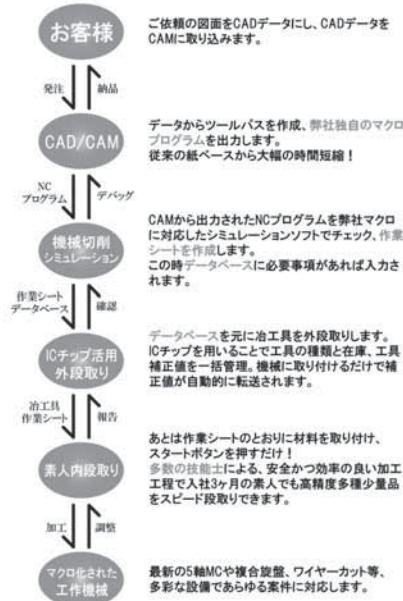 お客様
ご依頼の図面をCADデータにし、CADデータを
CAMに取り込みます。
発注
納品
CAD/CAM
データからツールパスを作成、弊社独自のマクロ
プログラムを出力します。
従来の紙ベースから大幅の時間短縮！
NC
プログラム
デバッグ
機械切削
シミュレーション
CAMから出力されたNCプログラムを弊社マクロ
に対応したシミュレーションソフトでチェック、作業
シートを作成します。
この時データベースに必要事項があれば入力さ
れます。
作業シート
データベース
確認
ICチップ活用
外段取り
データベースを元に冶工具を外段取りします。
ICチップを用いることで工具の種類と在庫、工具
補正値を一括管理。機械に取り付けるだけで補
正値が自動的に転送されます。
冶工具
作業シート
報告
素人内段取り
あとは作業シートのとおりに材料を取り付け、
スタートボタンを押すだけ！
多数の技能士による、安全かつ効率の良い加工
工程で入社3ヶ月の素人でも高精度多種少量品
をスピード段取りできます。
加工
調整
マクロ化された
工作機械
最新の5軸MCや複合旋盤、ワイヤーカット等、
多彩な設備であらゆる案件に対応します。